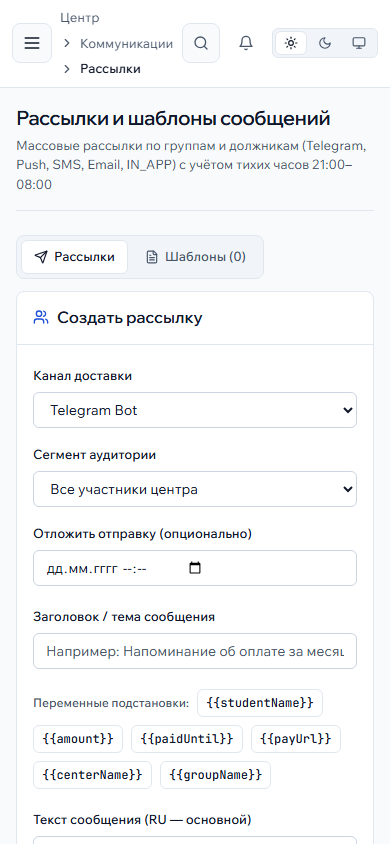 Центр
Коммуникации
Рассылки
Рассылки и шаблоны сообщений
Массовые рассылки по группам и должникам (Telegram,
Push, SMS, Email, IN_APP) с учётом тихих часов 21:00–
08:00
Рассылки
Шаблоны (0)
Создать рассылку
Канал доставки
Telegram Bot
Сегмент аудитории
Все участники центра
Отложить отправку (опционально)
дд.мм.гггг --:--
Заголовок / тема сообщения
Например: Напоминание об оплате за месяц
Переменные подстановки: {{studentName}}
{{amount}} {{paidUntil}} {{payUrl}}
{{centerName}} {{groupName}}
Текст сообщения (RU — основной)